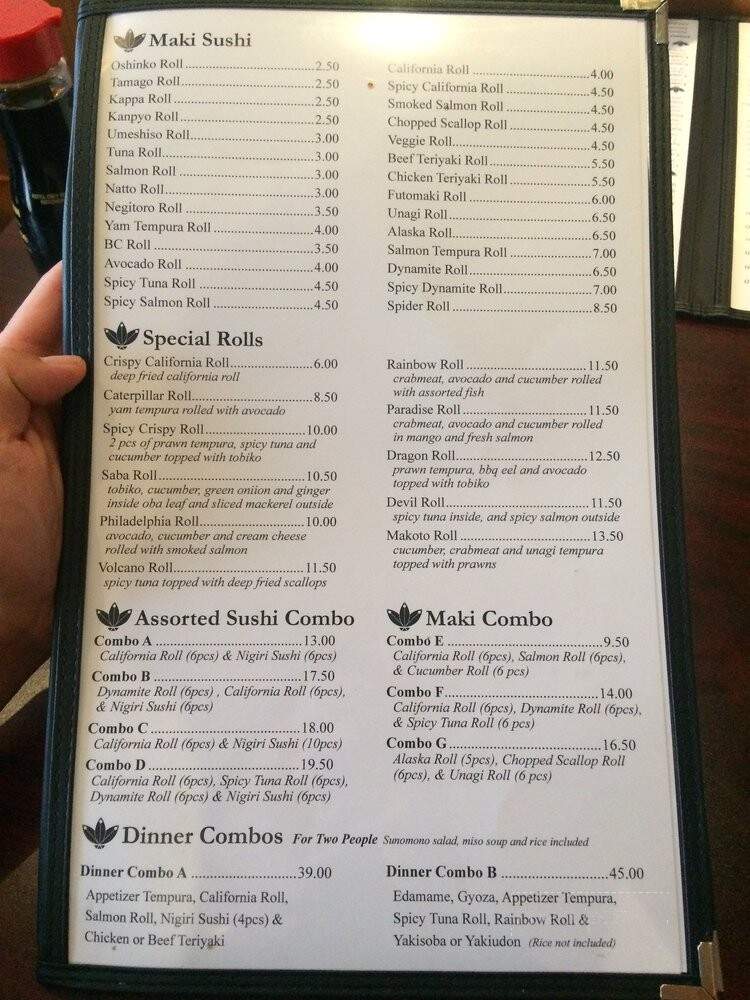 Maki Sushi
Oshinko Roll ........ 2.50
Tamago Roll ........ 2.50
Kappa Roll ........ 2.50
Kanpyo Roll ........ 2.50
Umeshiso Roll ........ 3.00
Tuna Roll ........ 3.00
Salmon Roll ........ 3.00
Natto Roll ........ 3.00
Negitoro Roll ........ 3.50
Yam Tempura Roll ........ 4.00
BC Roll ........ 3.50
Avocado Roll ........ 4.00
Spicy Tuna Roll ........ 4.50
Spicy Salmon Roll ........ 4.50
California Roll ........ 4.00
Spicy California Roll ........ 4.50
Smoked Salmon Roll ........ 4.50
Chopped Scallop Roll ........ 4.50
Veggie Roll ........ 4.50
Beef Teriyaki Roll ........ 5.50
Chicken Teriyaki Roll ........ 5.50
Futomaki Roll ........ 6.00
Unagi Roll ........ 6.50
Alaska Roll ........ 6.50
Salmon Tempura Roll ........ 7.00
Dynamite Roll ........ 6.50
Spicy Dynamite Roll ........ 7.00
Spider Roll ........ 8.50
Special Rolls
Crispy California Roll ........ 6.00
deep fried california roll
Caterpillar Roll ........ 8.50
yam tempura rolled with avocado
Spicy Crispy Roll ........ 10.00
2 pcs of prawn tempura, spicy tuna and
cucumber topped with tobiko
Saba Roll ........ 10.50
tobiko, cucumber, green oniion and ginger
inside oba leaf and sliced mackerel outside
Philadelphia Roll ........ 10.00
avocado, cucumber and cream cheese
rolled with smoked salmon
Volcano Roll ........ 11.50
spicy tuna topped with deep fried scallops
Rainbow Roll ........ 11.50
crabmeat, avocado and cucumber rolled
with assorted fish
Paradise Roll ........ 11.50
crabmeat, avocado and cucumber rolled
in mango and fresh salmon
Dragon Roll ........ 12.50
prawn tempura, bbq eel and avocado
topped with tobiko
Devil Roll ........ 11.50
spicy tuna inside, and spicy salmon outside
Makoto Roll ........ 13.50
cucumber, crabmeat and unagi tempura
topped with prawns
Assorted Sushi Combo
Combo A ........ 13.00
California Roll (6pcs) & Nigiri Sushi (6pcs)
Combo B ........ 17.50
Dynamite Roll (6pcs) , California Roll (6pcs),
& Nigiri Sushi (6pcs)
Combo C ........ 18.00
California Roll (6pcs) & Nigiri Sushi (10pcs)
Combo D ........ 19.50
California Roll (6pcs), Spicy Tuna Roll (6pcs),
Dynamite Roll (6pcs) & Nigiri Sushi (6pcs)
Maki Combo
Combo E ........ 9.50
California Roll (6pcs), Salmon Roll (6pcs),
& Cucumber Roll (6 pcs)
Combo F ........ 14.00
California Roll (6pcs), Dynamite Roll (6pcs),
& Spicy Tuna Roll (6 pcs)
Combo G ........ 16.50
Alaska Roll (5pcs), Chopped Scallop Roll
(6pcs), & Unagi Roll (6 pcs)
Dinner Combos For Two People Sunomono salad, miso soup and rice included
Dinner Combo A ........ 39.00
Appetizer Tempura, California Roll,
Salmon Roll, Nigiri Sushi (4pcs) &
Chicken or Beef Teriyaki
Dinner Combo B ........ 45.00
Edamame, Gyoza, Appetizer Tempura,
Spicy Tuna Roll, Rainbow Roll &
Yakisoba or Yakiudon (Rice not included)